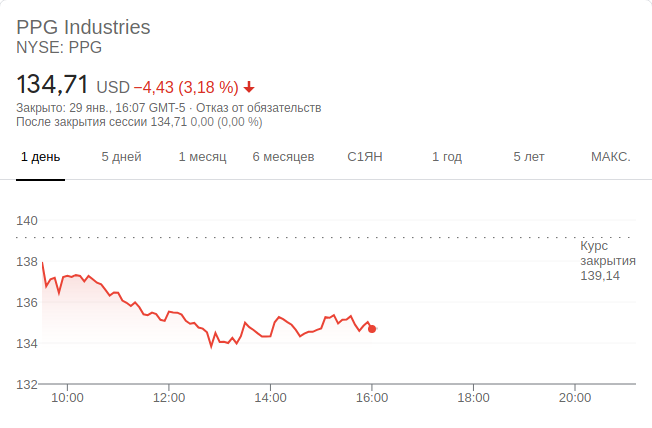 PPG Industries
NYSE: PPG
134,71 USD −4,43 (3,18 %)
Закрыто: 29 янв., 16:07 GMT-5 · Отказ от обязательств
После закрытия сессии 134,71 0,00 (0,00 %)
1 день 5 дней 1 месяц 6 месяцев С1ЯН 1 год 5 лет МАКС.
140
Курс
закрытия
139,14
138
136
134
132
10:00 12:00 14:00 16:00 18:00 20:00